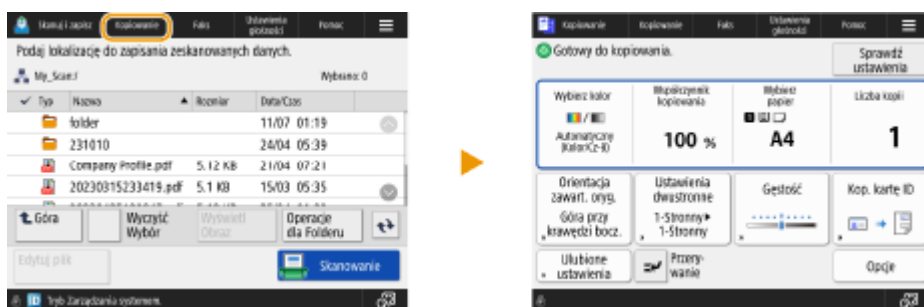 Skanuj i zapisz
Kopiowanie
Faks
Ustawienia
głośności
Pomoc
Podaj lokalizację do zapisania zeskanowanych danych.
My_Scan:/
Wybrano: 0
Typ Nazwa Rozmiar Data/Czas
folder 11/07 01:19
231010 24/04 05:39
Company Profile.pdf 5.12 KB 21/04 07:21
20230315233419.pdf 5.1 KB 15/03 05:35
Góra
Wyczyść
Wybór
Wyświetl
Obraz
Operacje
dla Folderu
Edytuj plik
Skanowanie
ID Tryb Zarządzania systemem.
Kopiowanie
Kopiowanie
Faks
Ustawienia
głośności
Pomoc
Gotowy do kopiowania.
Sprawdź
ustawienia
Wybierz kolor
Współczynnik
kopiowania
Wybierz
papier
Liczba kopii
Automatyczny
(Kolor/Cz-B)
100 %
A4
1
Orientacja
zawart. oryg.
Góra przy
krawędzi bocz.
Ustawienia
dwustronne
1-Stronny
1-Stronny
Gęstość
Kop. kartę ID
Ulubione
ustawienia
Przery-
wanie
Opcje